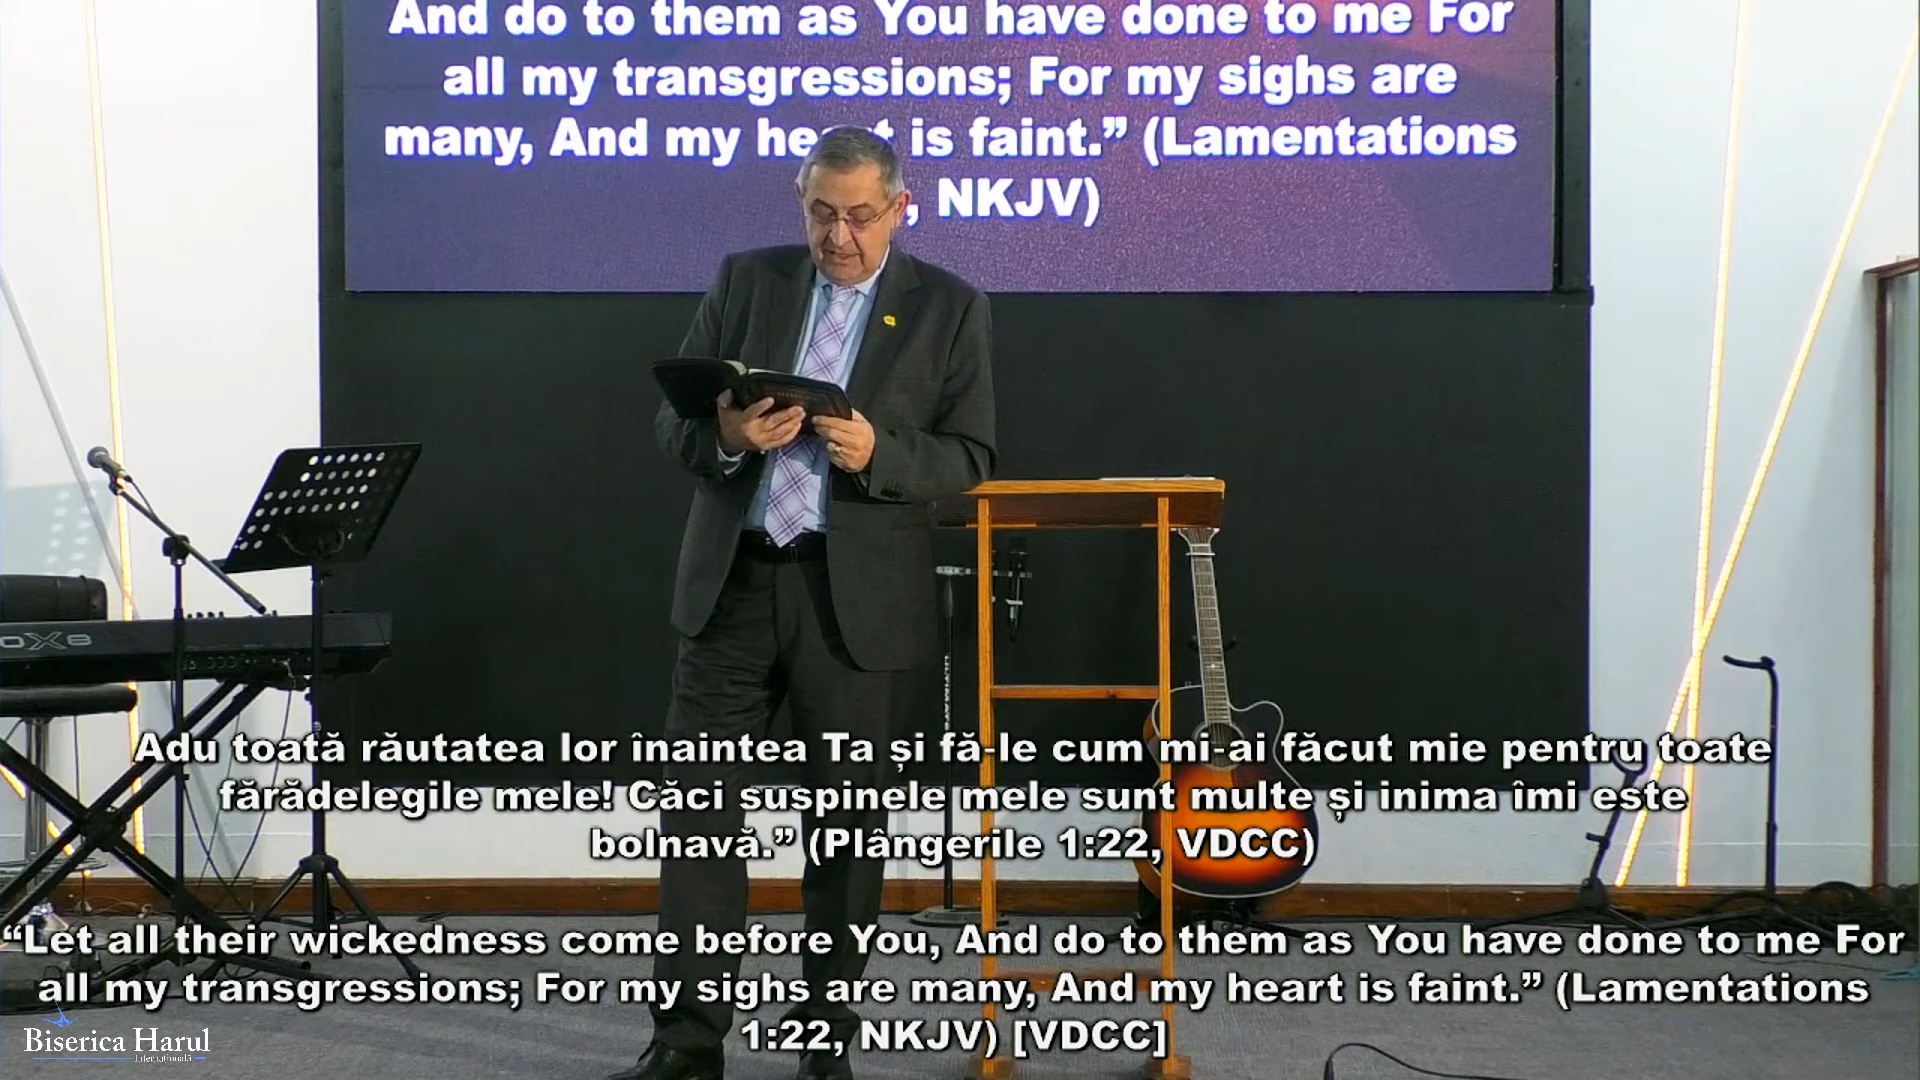 And do to them as You have done to me For
all my transgressions; For my sighs are
many, And my heart is faint.” (Lamentations
, NKJV)
oX8
Adu toată răutatea lor înaintea Ta și fă-le cum mi-ai făcut mie pentru toate
fărădelegile mele! Căci suspinele mele sunt multe și inima îmi este
bolnavă.” (Plângerile 1:22, VDCC)
“Let all their wickedness come before You, And do to them as You have done to me For
all my transgressions; For my sighs are many, And my heart is faint.” (Lamentations
1:22, NKJV) [VDCC]
Biserica Harul
Internațională